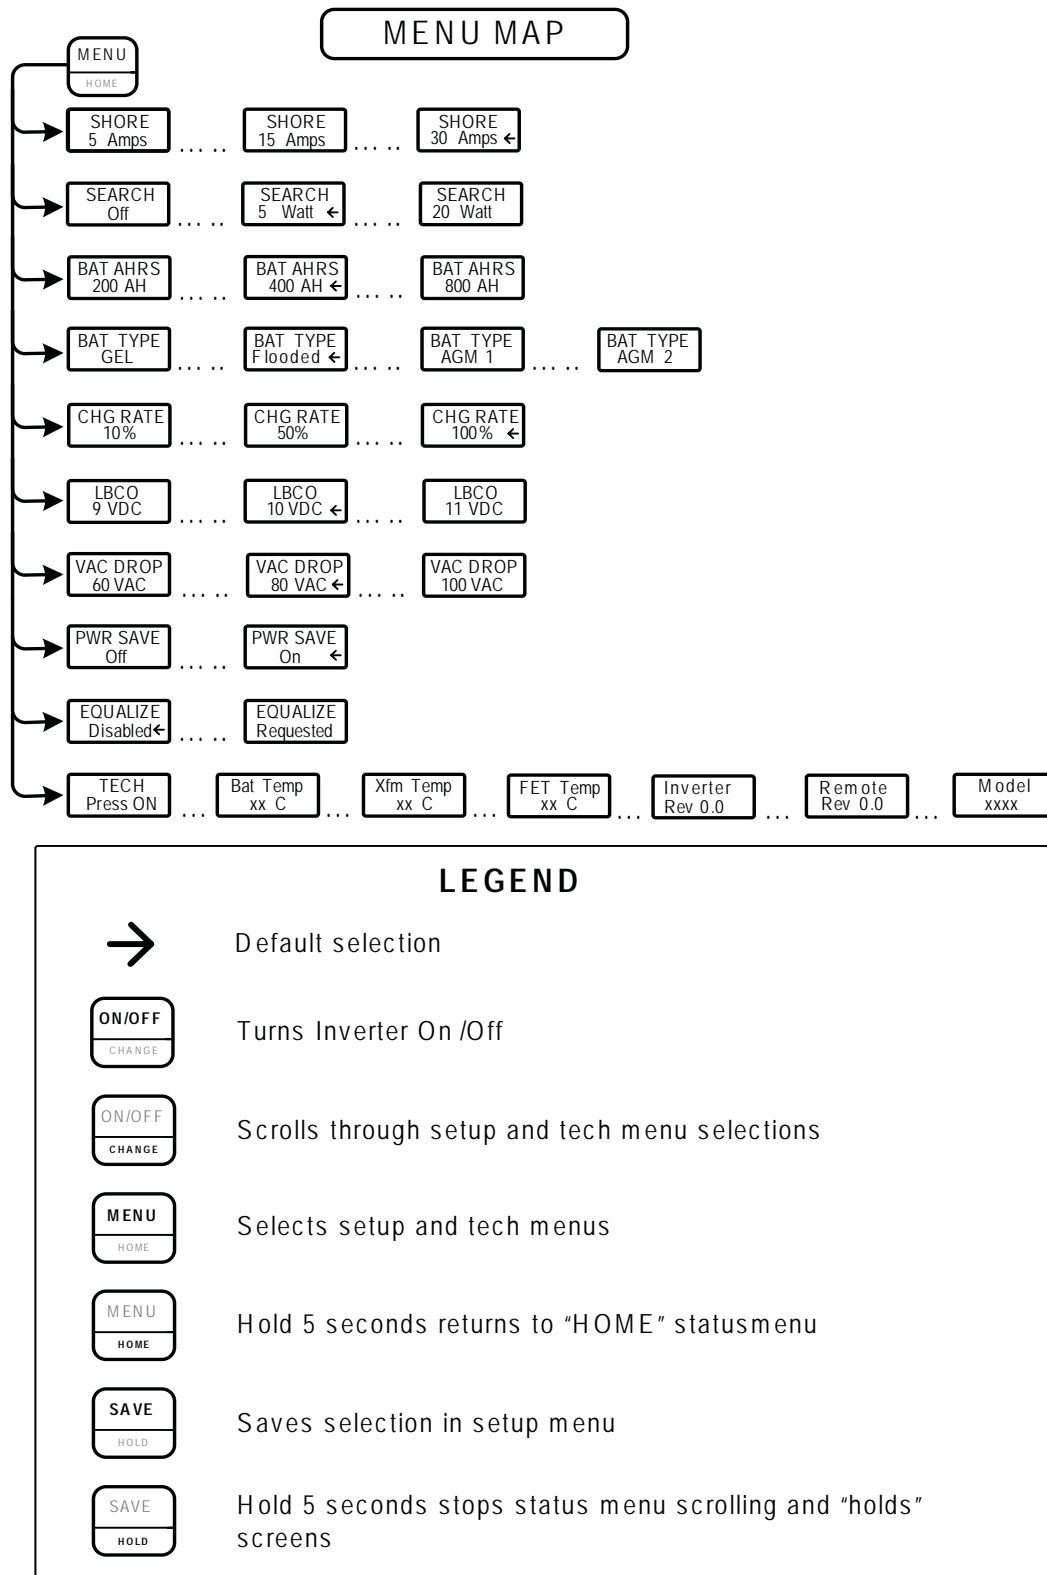 MENU MAP
MENU
HOME
SHORE SHORE SHORE
5 Amps ..... 15 Amps ..... 30 Amps ←
SEARCH SEARCH SEARCH
Off ..... 5 Watt ← ..... 20 Watt
BAT AHRS BAT AHRS BAT AHRS
200 AH ..... 400 AH ← ..... 800 AH
BAT TYPE BAT TYPE BAT TYPE BAT TYPE
GEL ..... Flooded ← ..... AGM 1 ..... AGM 2
CHG RATE CHG RATE CHG RATE
10% ..... 50% ..... 100% ←
LBCO LBCO LBCO
9 VDC ..... 10 VDC ← ..... 11 VDC
VAC DROP VAC DROP VAC DROP
60 VAC ..... 80 VAC ← ..... 100 VAC
PWR SAVE PWR SAVE
Off ..... On ←
EQUALIZE EQUALIZE
Disabled ← ..... Requested
TECH Bat Temp Xfm Temp FET Temp Inverter Remote Model
Press ON ... xx C ... xx C ... xx C ... Rev 0.0 ... Rev 0.0 ... xxxx
LEGEND
→ Default selection
ON/OFF
CHANGE
Turns Inverter On /Off
ON/OFF
CHANGE
Scrolls through setup and tech menu selections
MENU
HOME
Selects setup and tech menus
MENU
HOME
Hold 5 seconds returns to “HOME” statusmenu
SAVE
HOLD
Saves selection in setup menu
SAVE
HOLD
Hold 5 seconds stops status menu scrolling and “holds”
screens